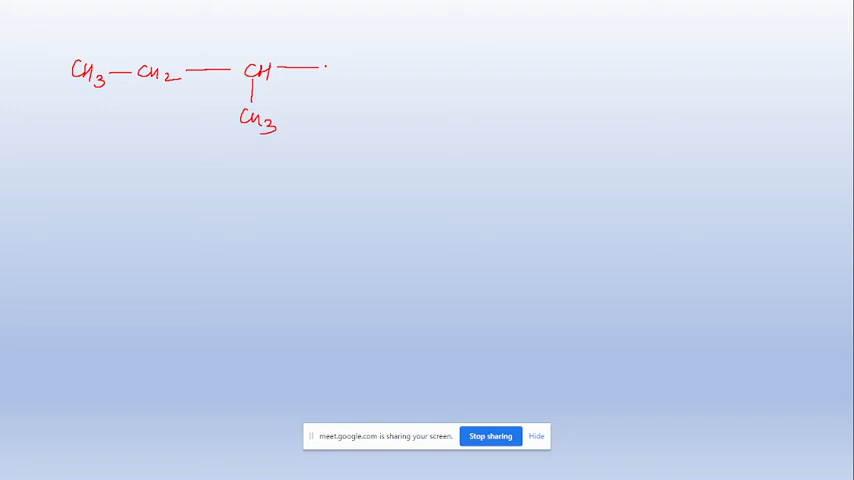 CH3—CH2—CH—
|
CH3
meet.google.com is sharing your screen. Stop sharing Hide